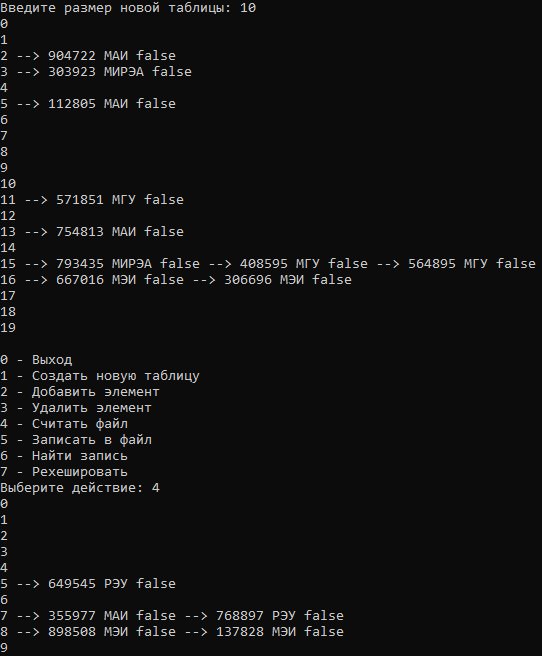 Введите размер новой таблицы: 10
0
1
2 --> 904722 МАИ false
3 --> 303923 МИРЭА false
4
5 --> 112805 МАИ false
6
7
8
9
10
11 --> 571851 МГУ false
12
13 --> 754813 МАИ false
14
15 --> 793435 МИРЭА false --> 408595 МГУ false --> 564895 МГУ false
16 --> 667016 МЭИ false --> 306696 МЭИ false
17
18
19
0 - Выход
1 - Создать новую таблицу
2 - Добавить элемент
3 - Удалить элемент
4 - Считать файл
5 - Записать в файл
6 - Найти запись
7 - Рехешировать
Выберите действие: 4
0
1
2
3
4
5 --> 649545 РЭУ false
6
7 --> 355977 МАИ false --> 768897 РЭУ false
8 --> 898508 МЭИ false --> 137828 МЭИ false
9